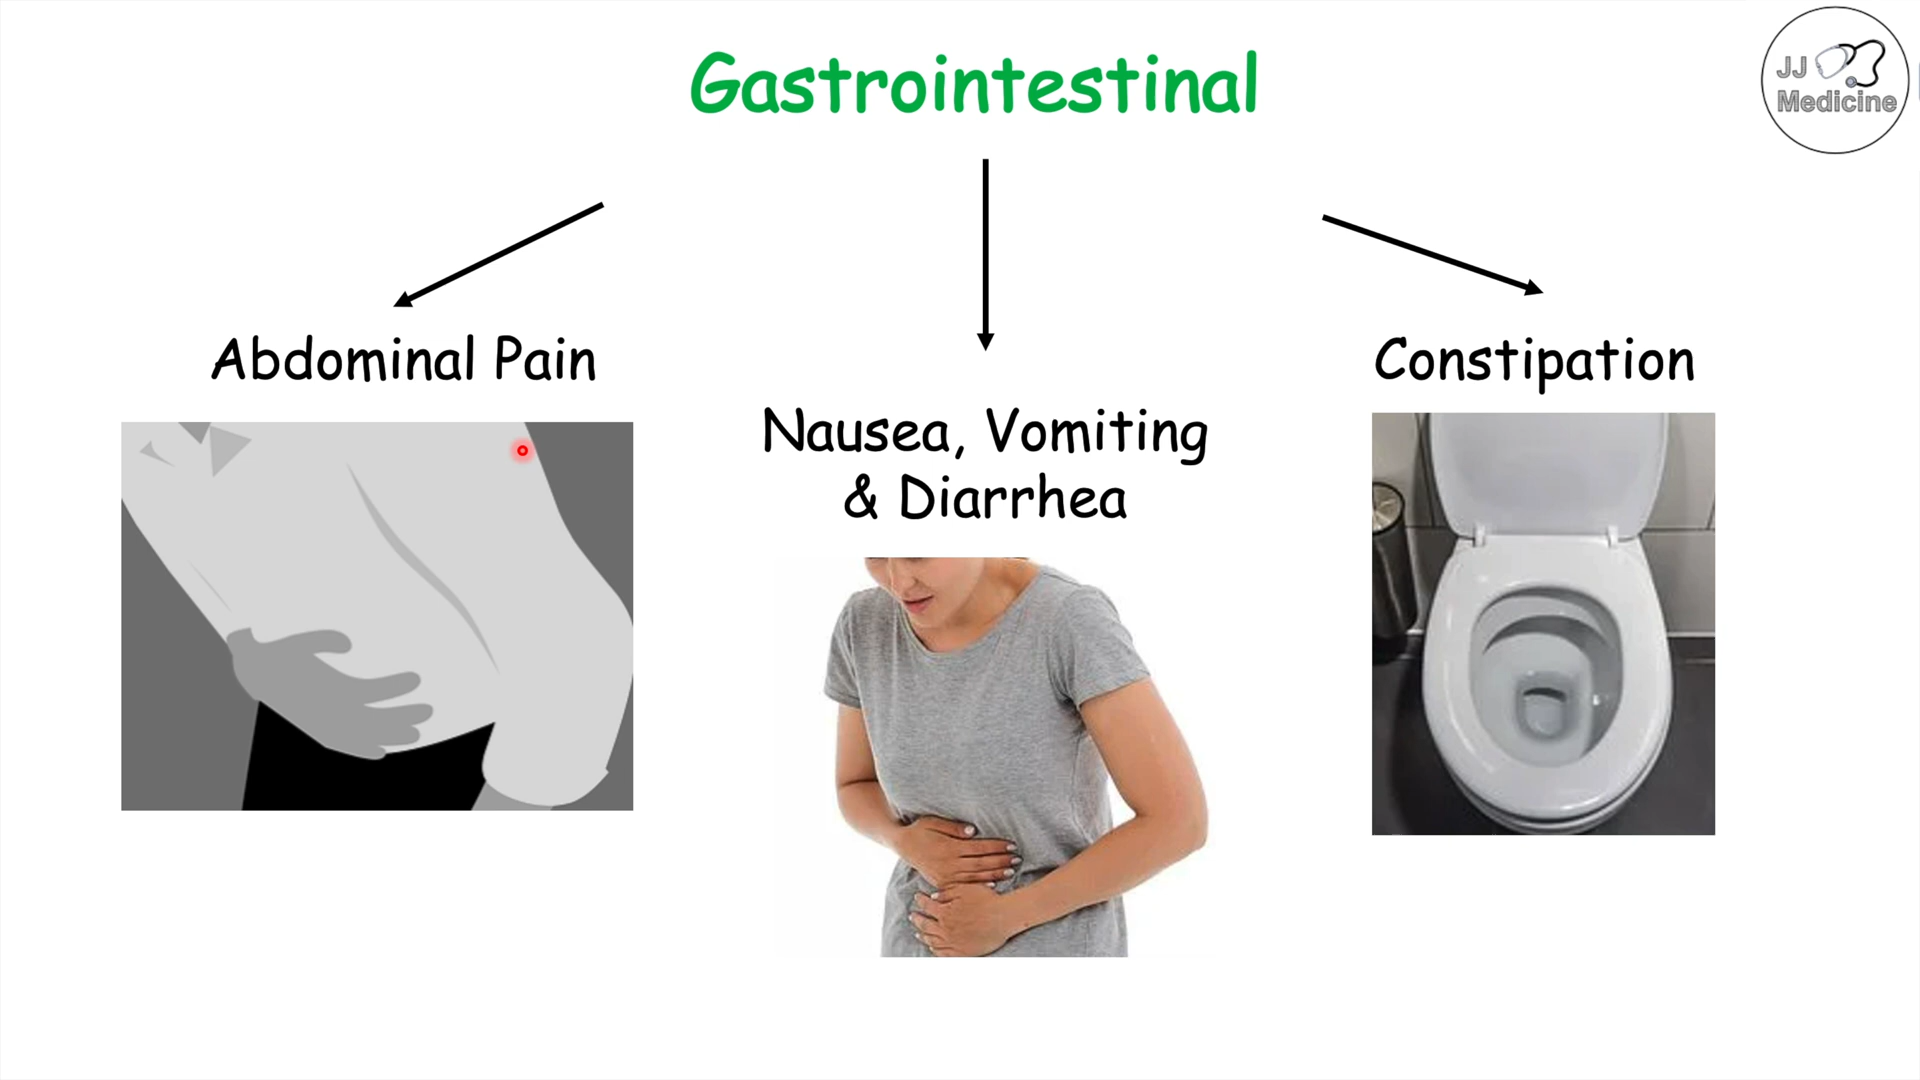 Gastrointestinal
JJ
Medicine
Abdominal Pain
Nausea, Vomiting
& Diarrhea
Constipation